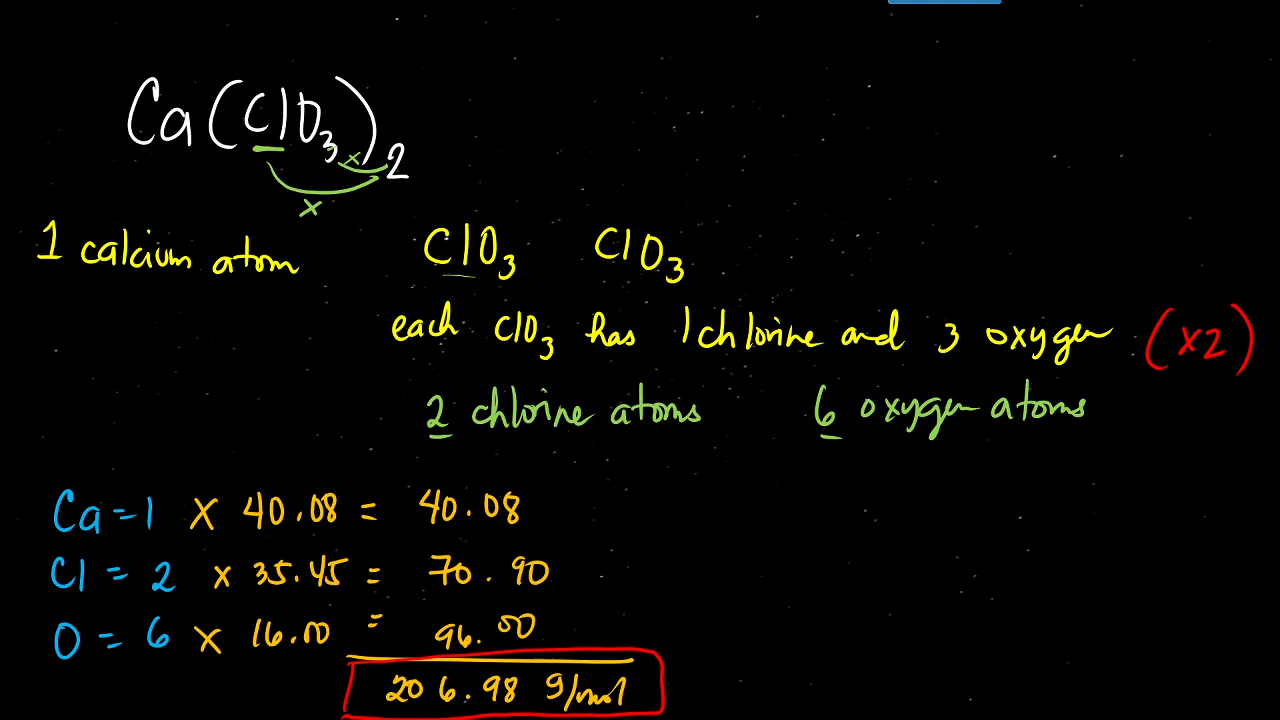 Ca(ClO3)2
x
x
1 calcium atom ClO3 ClO3
each ClO3 has 1 chlorine and 3 oxygen (x2)
2 chlorine atoms 6 oxygen atoms
Ca = 1 x 40.08 = 40.08
Cl = 2 x 35.45 = 70.90
O = 6 x 16.00 = 96.00
206.98 g/mol